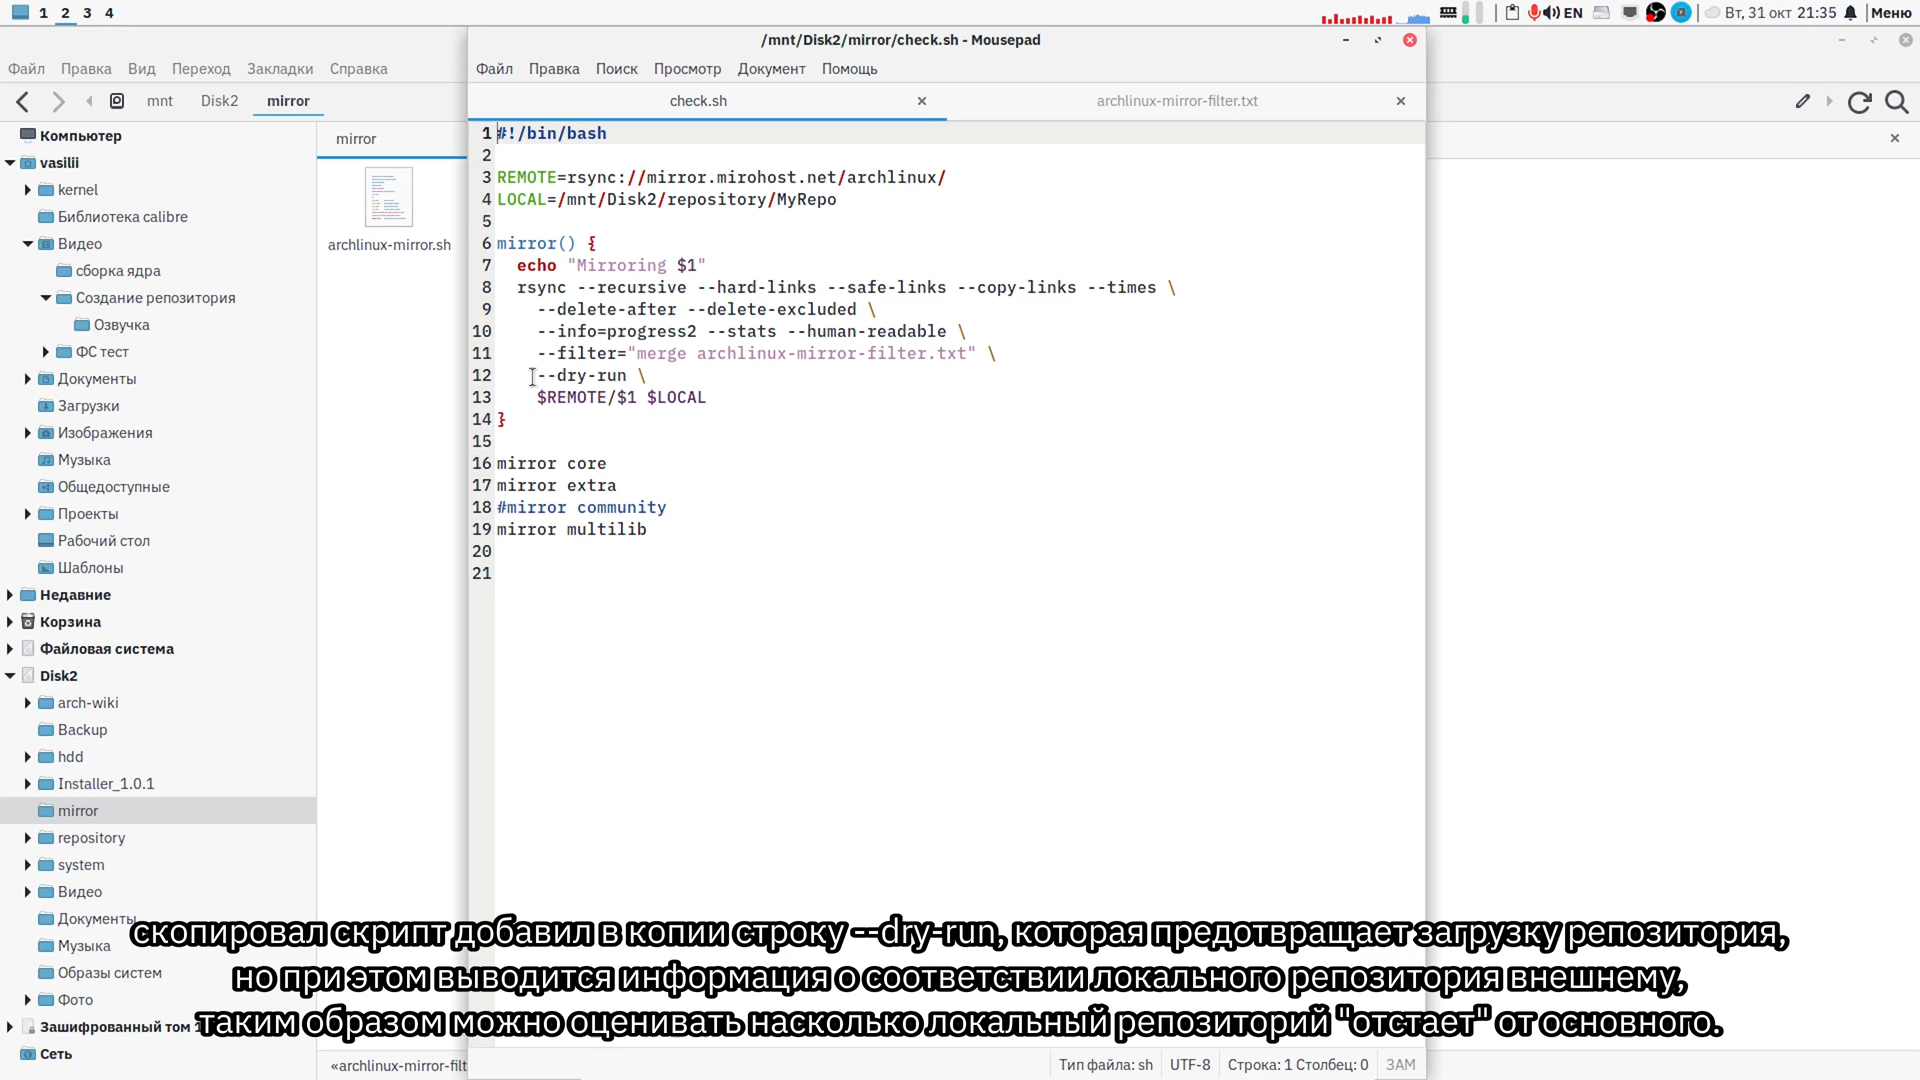 1 2 3 4
EN
Вт, 31 окт 21:35 Меню
/mnt/Disk2/mirror/check.sh - Mousepad
Файл Правка Вид Переход Закладки Справка
Файл Правка Поиск Просмотр Документ Помощь
mnt Disk2 mirror
check.sh
archlinux-mirror-filter.txt
Компьютер
vasilii
kernel
Библиотека calibre
Видео
сборка ядра
Создание репозитория
Озвучка
ФС тест
Документы
Загрузки
Изображения
Музыка
Общедоступные
Проекты
Рабочий стол
Шаблоны
Недавние
Корзина
Файловая система
Disk2
arch-wiki
Backup
hdd
Installer_1.0.1
mirror
repository
system
Видео
Документы
Музыка
Образы систем
Фото
Зашифрованный том 1
Сеть
mirror
archlinux-mirror.sh
«archlinux-mirror-filt
1 #!/bin/bash
2
3 REMOTE=rsync://mirror.mirohost.net/archlinux/
4 LOCAL=/mnt/Disk2/repository/MyRepo
5
6 mirror() {
7 echo "Mirroring $1"
8 rsync --recursive --hard-links --safe-links --copy-links --times \
9 --delete-after --delete-excluded \
10 --info=progress2 --stats --human-readable \
11 --filter="merge archlinux-mirror-filter.txt" \
12 --dry-run \
13 $REMOTE/$1 $LOCAL
14 }
15
16 mirror core
17 mirror extra
18 #mirror community
19 mirror multilib
20
21
скопировал скрипт добавил в копии строку --dry-run, которая предотвращает загрузку репозитория,
но при этом выводится информация о соответствии локального репозитория внешнему,
таким образом можно оценивать насколько локальный репозиторий "отстает" от основного.
Тип файла: sh UTF-8 Строка: 1 Столбец: 0 ЗАМ